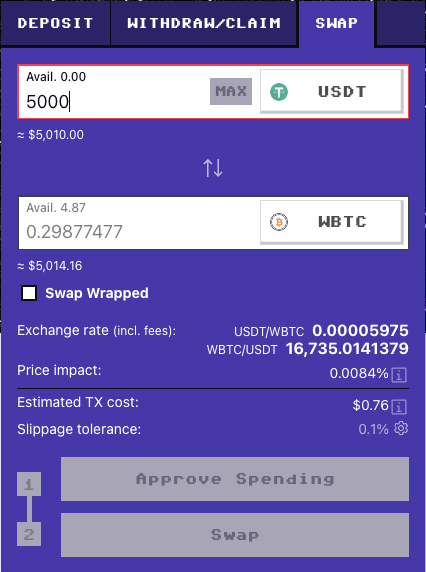 DEPOSIT WITHDRAW/CLAIM SWAP
Avail. 0.00
5000 MAX USDT
≈ $5,010.00
Avail. 4.87
0.29877477 WBTC
≈ $5,014.16
Swap Wrapped
Exchange rate (incl. fees): USDT/WBTC 0.00005975
WBTC/USDT 16,735.0141379
Price impact: 0.0084%
Estimated TX cost: $0.76
Slippage tolerance: 0.1%
1 Approve Spending
2 Swap